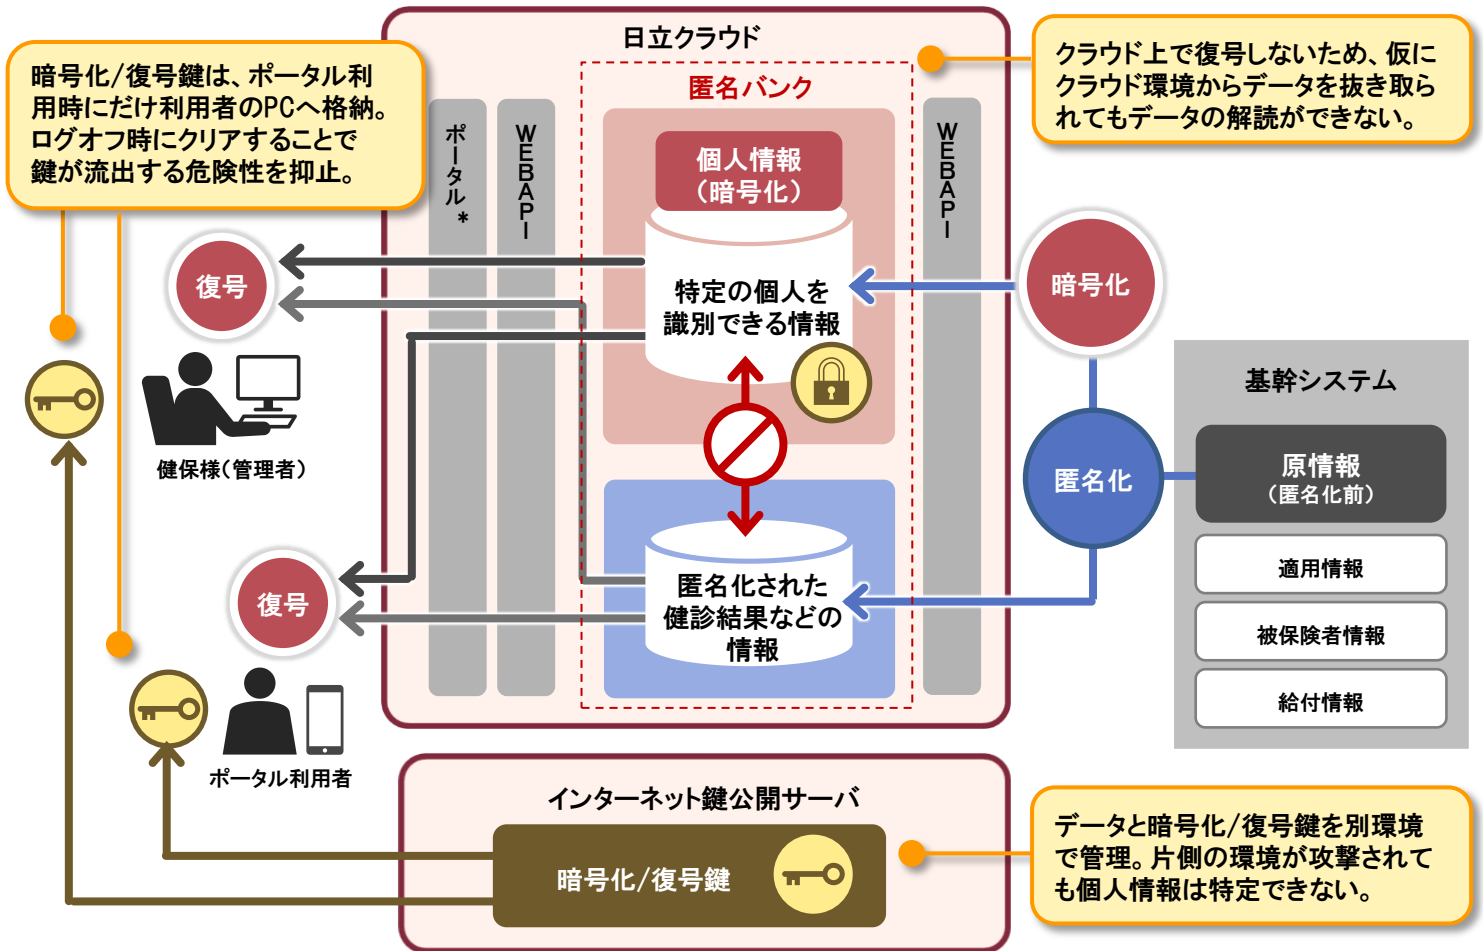 日立クラウド
暗号化/復号鍵は、ポータル利
用時にだけ利用者のPCへ格納。
ログオフ時にクリアすることで
鍵が流出する危険性を抑止。
クラウド上で復号しないため、仮に
クラウド環境からデータを抜き取ら
れてもデータの解読ができない。
匿名バンク
ポータル*
WEBAPI
個人情報
(暗号化)
WEBAPI
特定の個人を
識別できる情報
復号
暗号化
健保様(管理者)
基幹システム
匿名化
原情報
(匿名化前)
適用情報
被保険者情報
給付情報
匿名化された
健診結果などの
情報
復号
ポータル利用者
インターネット鍵公開サーバ
暗号化/復号鍵
データと暗号化/復号鍵を別環境
で管理。片側の環境が攻撃されて
も個人情報は特定できない。